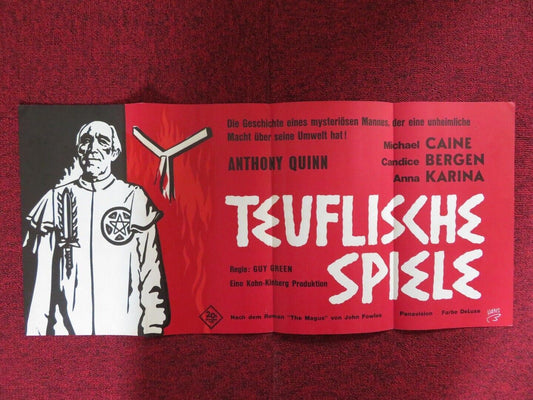 Die Geschichte eines mysteriösen Mannes, der eine unheimliche
Macht über seine Umwelt hat!
ANTHONY QUINN
Michael CAINE
Candice BERGEN
Anna KARINA
TEUFLISCHE
SPIELE
Regie: GUY GREEN
Eine Kohn-Kinberg Produktion
Nach dem Roman "The Magus" von John Fowles Panavision Farbe DeLuxe